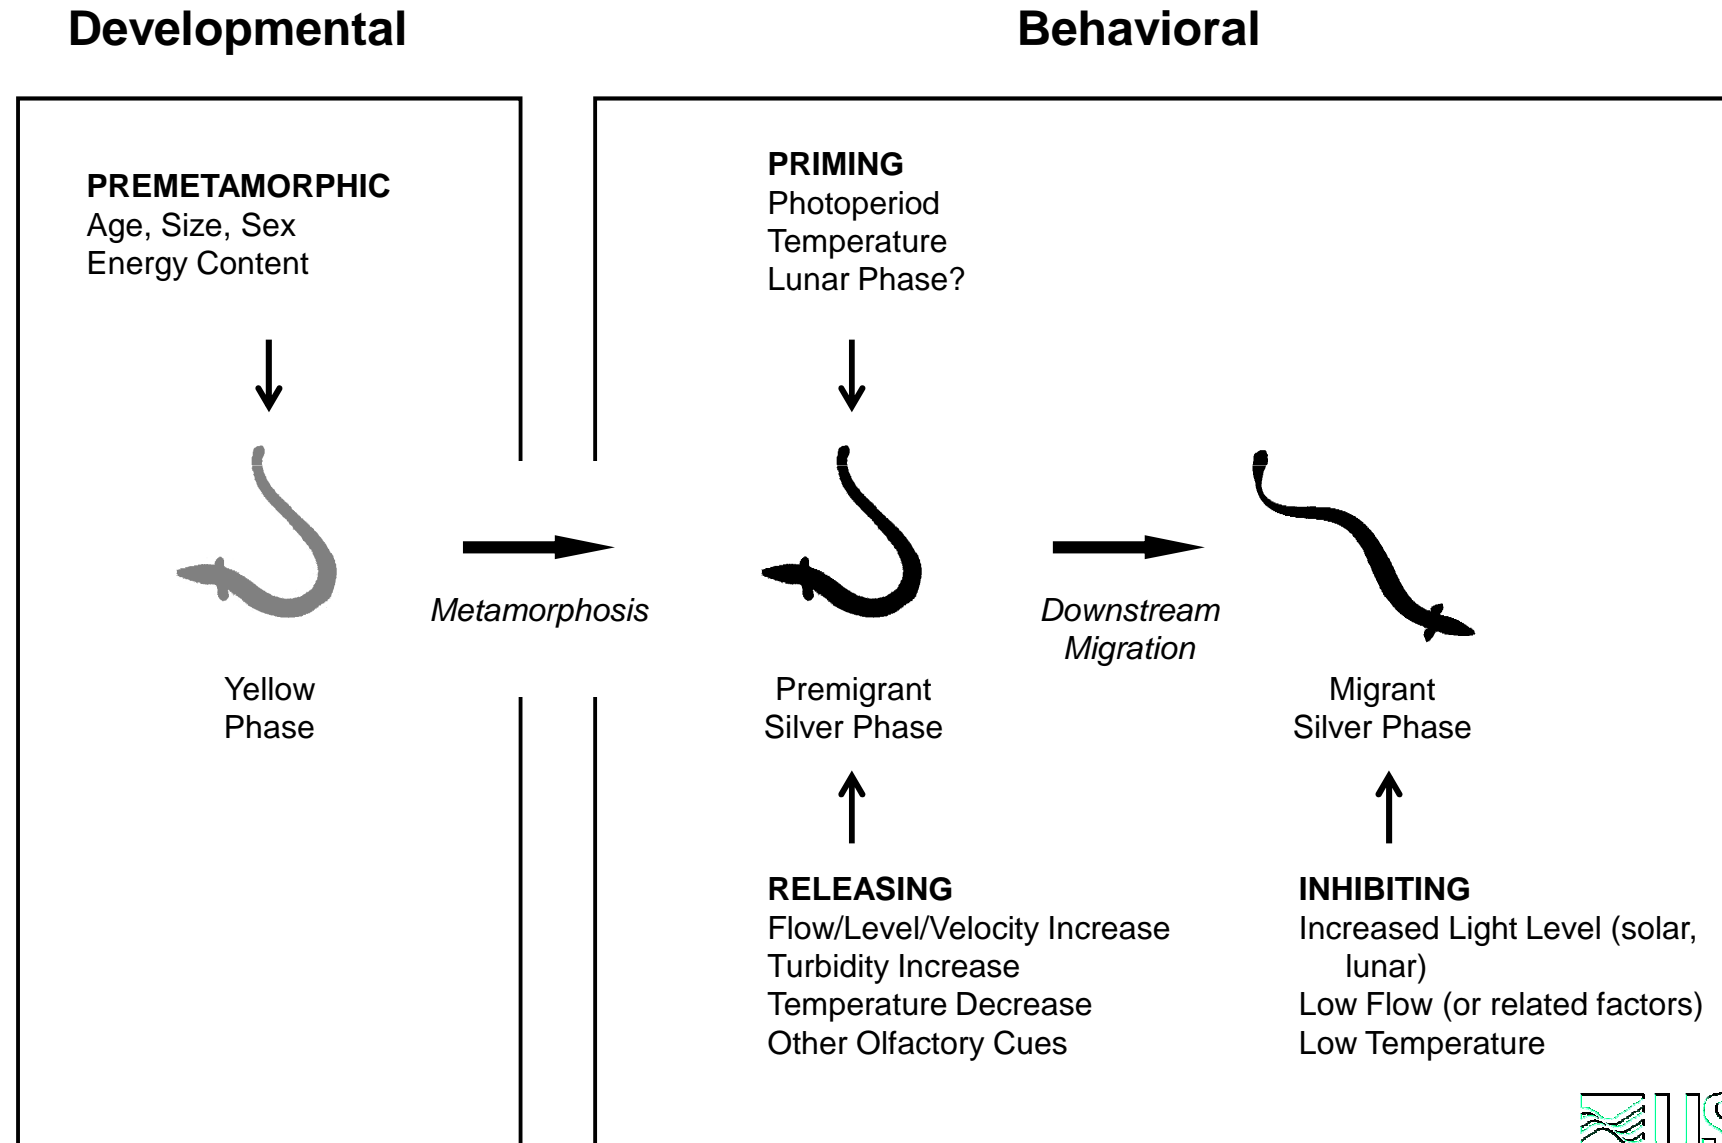 Developmental
Behavioral
PREMETAMORPHIC
Age, Size, Sex
Energy Content
PRIMING
Photoperiod
Temperature
Lunar Phase?
Metamorphosis
Downstream
Migration
Yellow
Phase
Premigrant
Silver Phase
Migrant
Silver Phase
RELEASING
Flow/Level/Velocity Increase
Turbidity Increase
Temperature Decrease
Other Olfactory Cues
INHIBITING
Increased Light Level (solar,
lunar)
Low Flow (or related factors)
Low Temperature